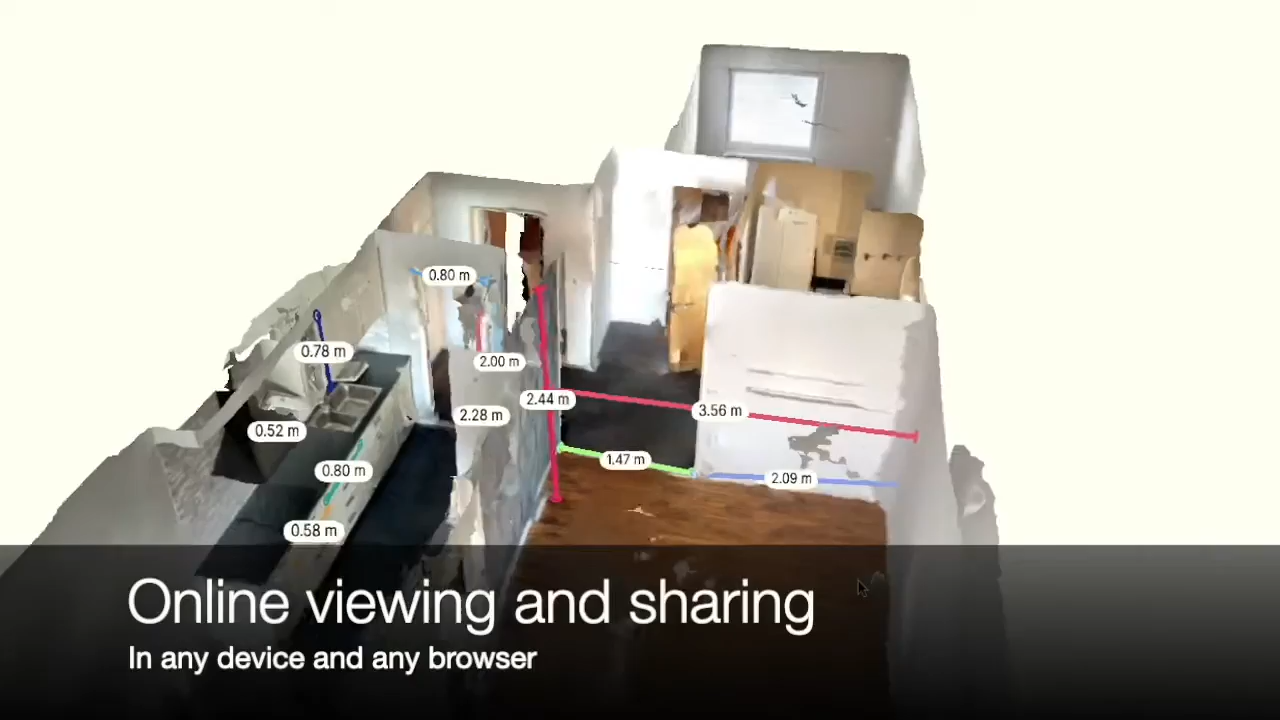 0.80 m
0.78 m
2.00 m
2.44 m
3.56 m
2.28 m
0.52 m
1.47 m
0.80 m
2.09 m
0.58 m
Online viewing and sharing
In any device and any browser